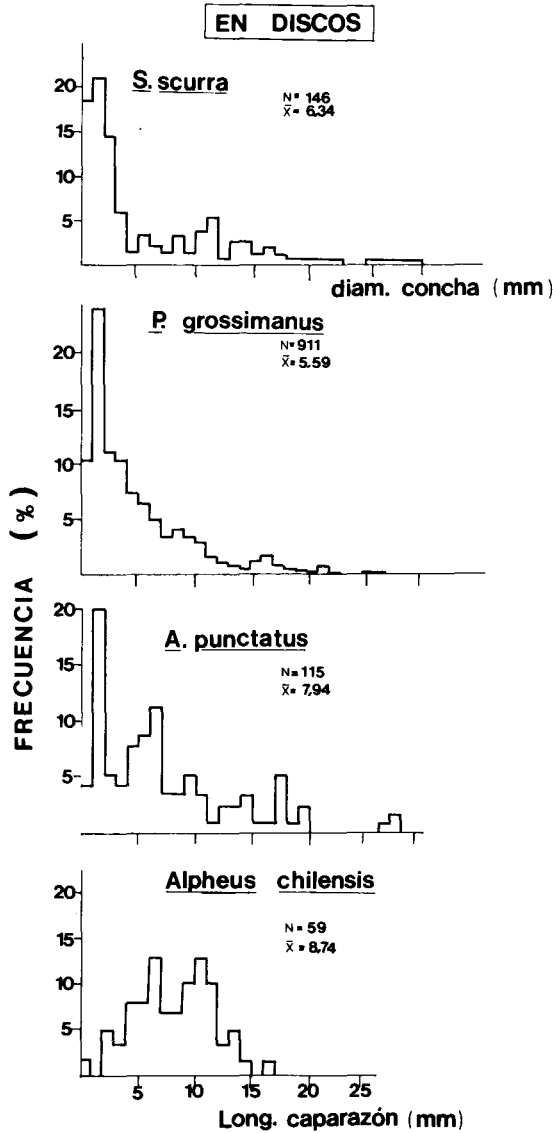 EN DISCOS
S. scurra
N= 146
X̄= 6.34
20
15
10
5
diam. concha (mm)
P. grossimanus
N= 911
X̄= 5.59
20
15
10
5
FRECUENCIA (%)
A. punctatus
N= 115
X̄= 7,94
20
15
10
5
Alpheus chilensis
N= 59
X̄= 8,74
20
15
10
5
5 10 15 20 25
Long. caparazón (mm)